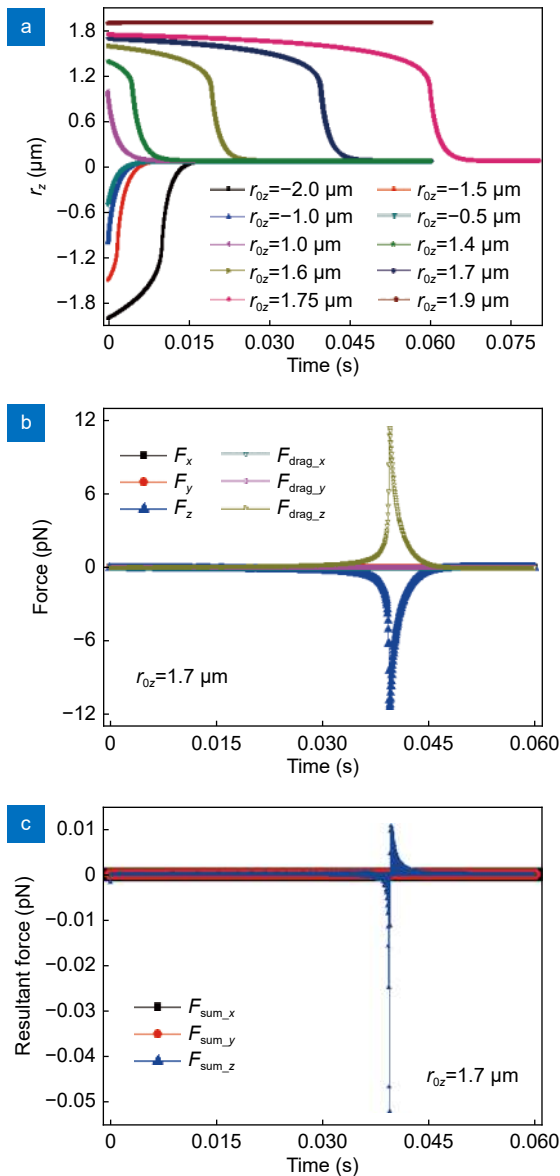 a
1.8
1.2
0.6
0
−0.6
−1.2
−1.8
r_z (μm)
r_0z=−2.0 μm
r_0z=−1.5 μm
r_0z=−1.0 μm
r_0z=−0.5 μm
r_0z=1.0 μm
r_0z=1.4 μm
r_0z=1.6 μm
r_0z=1.7 μm
r_0z=1.75 μm
r_0z=1.9 μm
0 0.015 0.030 0.045 0.060 0.075
Time (s)
b
12
6
0
−6
−12
Force (pN)
F_x F_drag_x
F_y F_drag_y
F_z F_drag_z
r_0z=1.7 μm
0 0.015 0.030 0.045 0.060
Time (s)
c
0.01
0
−0.01
−0.02
−0.03
−0.04
−0.05
Resultant force (pN)
F_sum_x
F_sum_y
F_sum_z
r_0z=1.7 μm
0 0.015 0.030 0.045 0.060
Time (s)